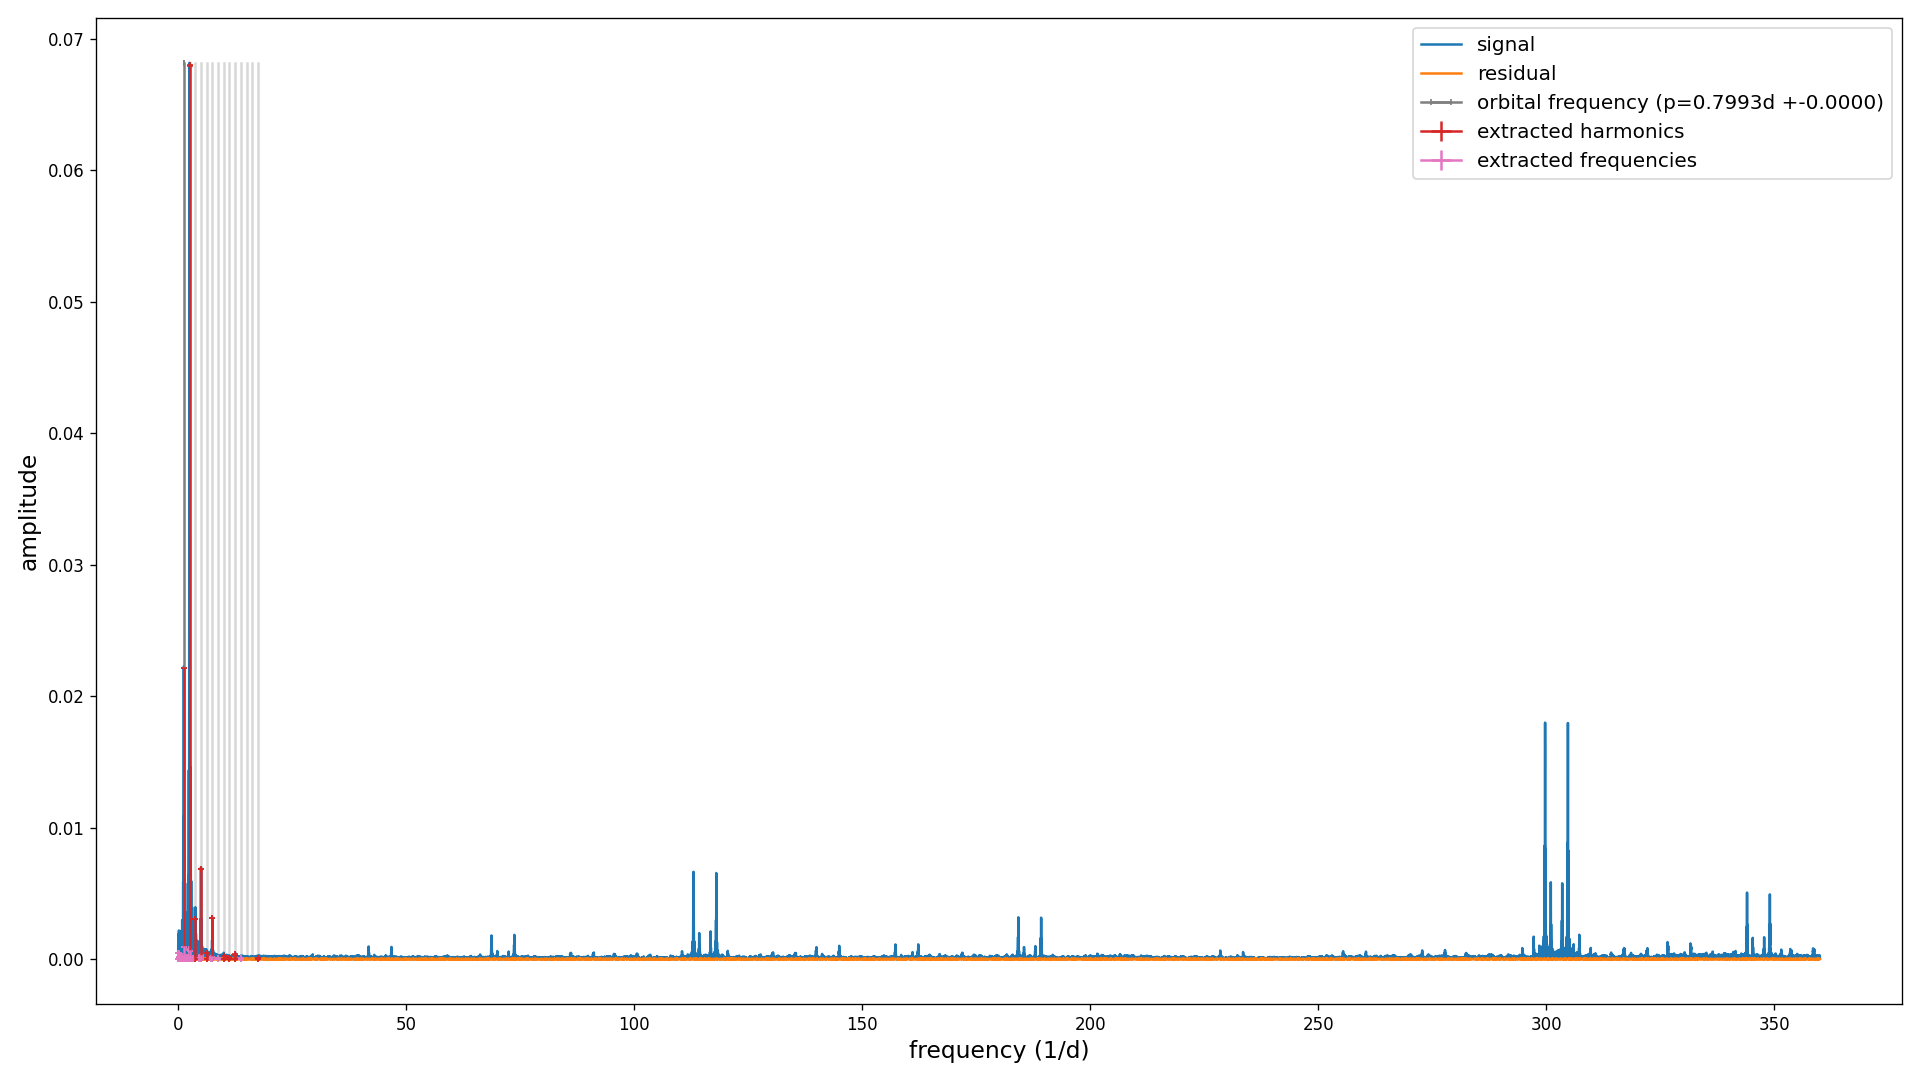 signal
residual
orbital frequency (p=0.7993d +-0.0000)
extracted harmonics
extracted frequencies
0.07
0.06
0.05
0.04
0.03
0.02
0.01
0.00
amplitude
0 50 100 150 200 250 300 350
frequency (1/d)